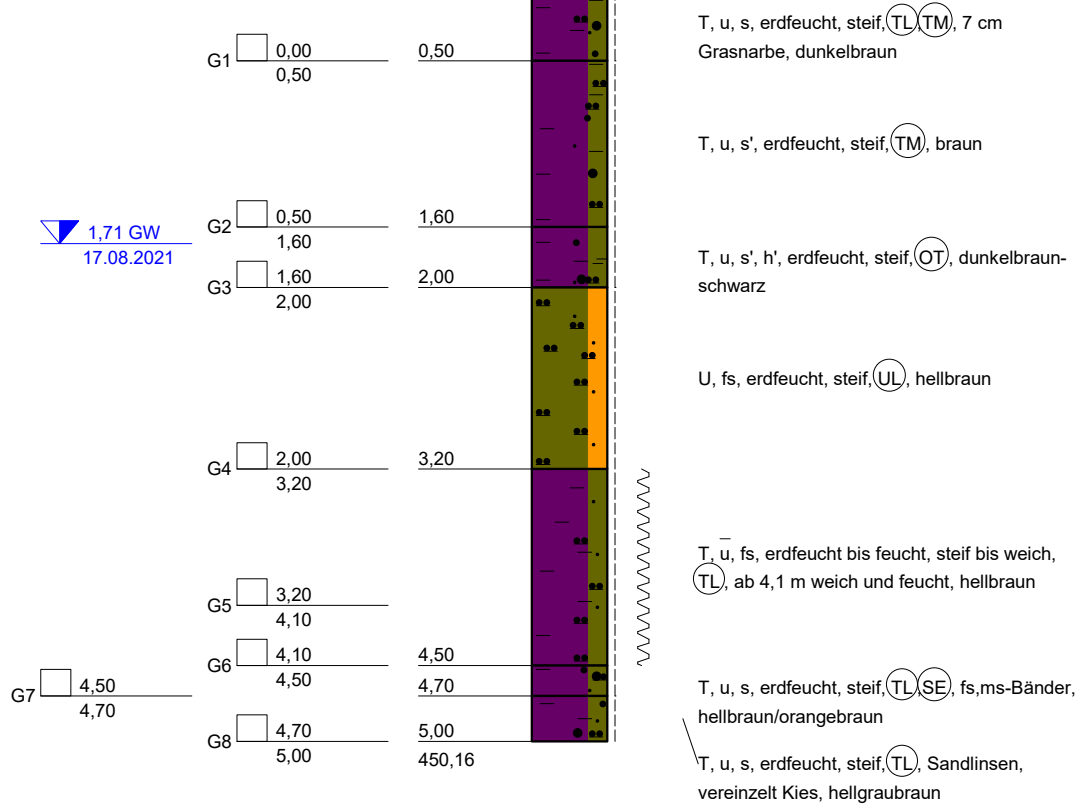 T, u, s, erdfeucht, steif, TL, TM, 7 cm
Grasnarbe, dunkelbraun
G1 0,00 0,50
0,50
T, u, s', erdfeucht, steif, TM, braun
G2 0,50 1,60
1,60
1,71 GW
17.08.2021
T, u, s', h', erdfeucht, steif, OT, dunkelbraun-
schwarz
G3 1,60 2,00
2,00
U, fs, erdfeucht, steif, UL, hellbraun
G4 2,00 3,20
3,20
T, ū, fs, erdfeucht bis feucht, steif bis weich,
TL, ab 4,1 m weich und feucht, hellbraun
G5 3,20
4,10
G6 4,10 4,50
4,50
G7 4,50 4,70
4,70
T, u, s, erdfeucht, steif, TL, SE, fs,ms-Bänder,
hellbraun/orangebraun
G8 4,70 5,00
5,00 450,16
T, u, s, erdfeucht, steif, TL, Sandlinsen,
vereinzelt Kies, hellgraubraun